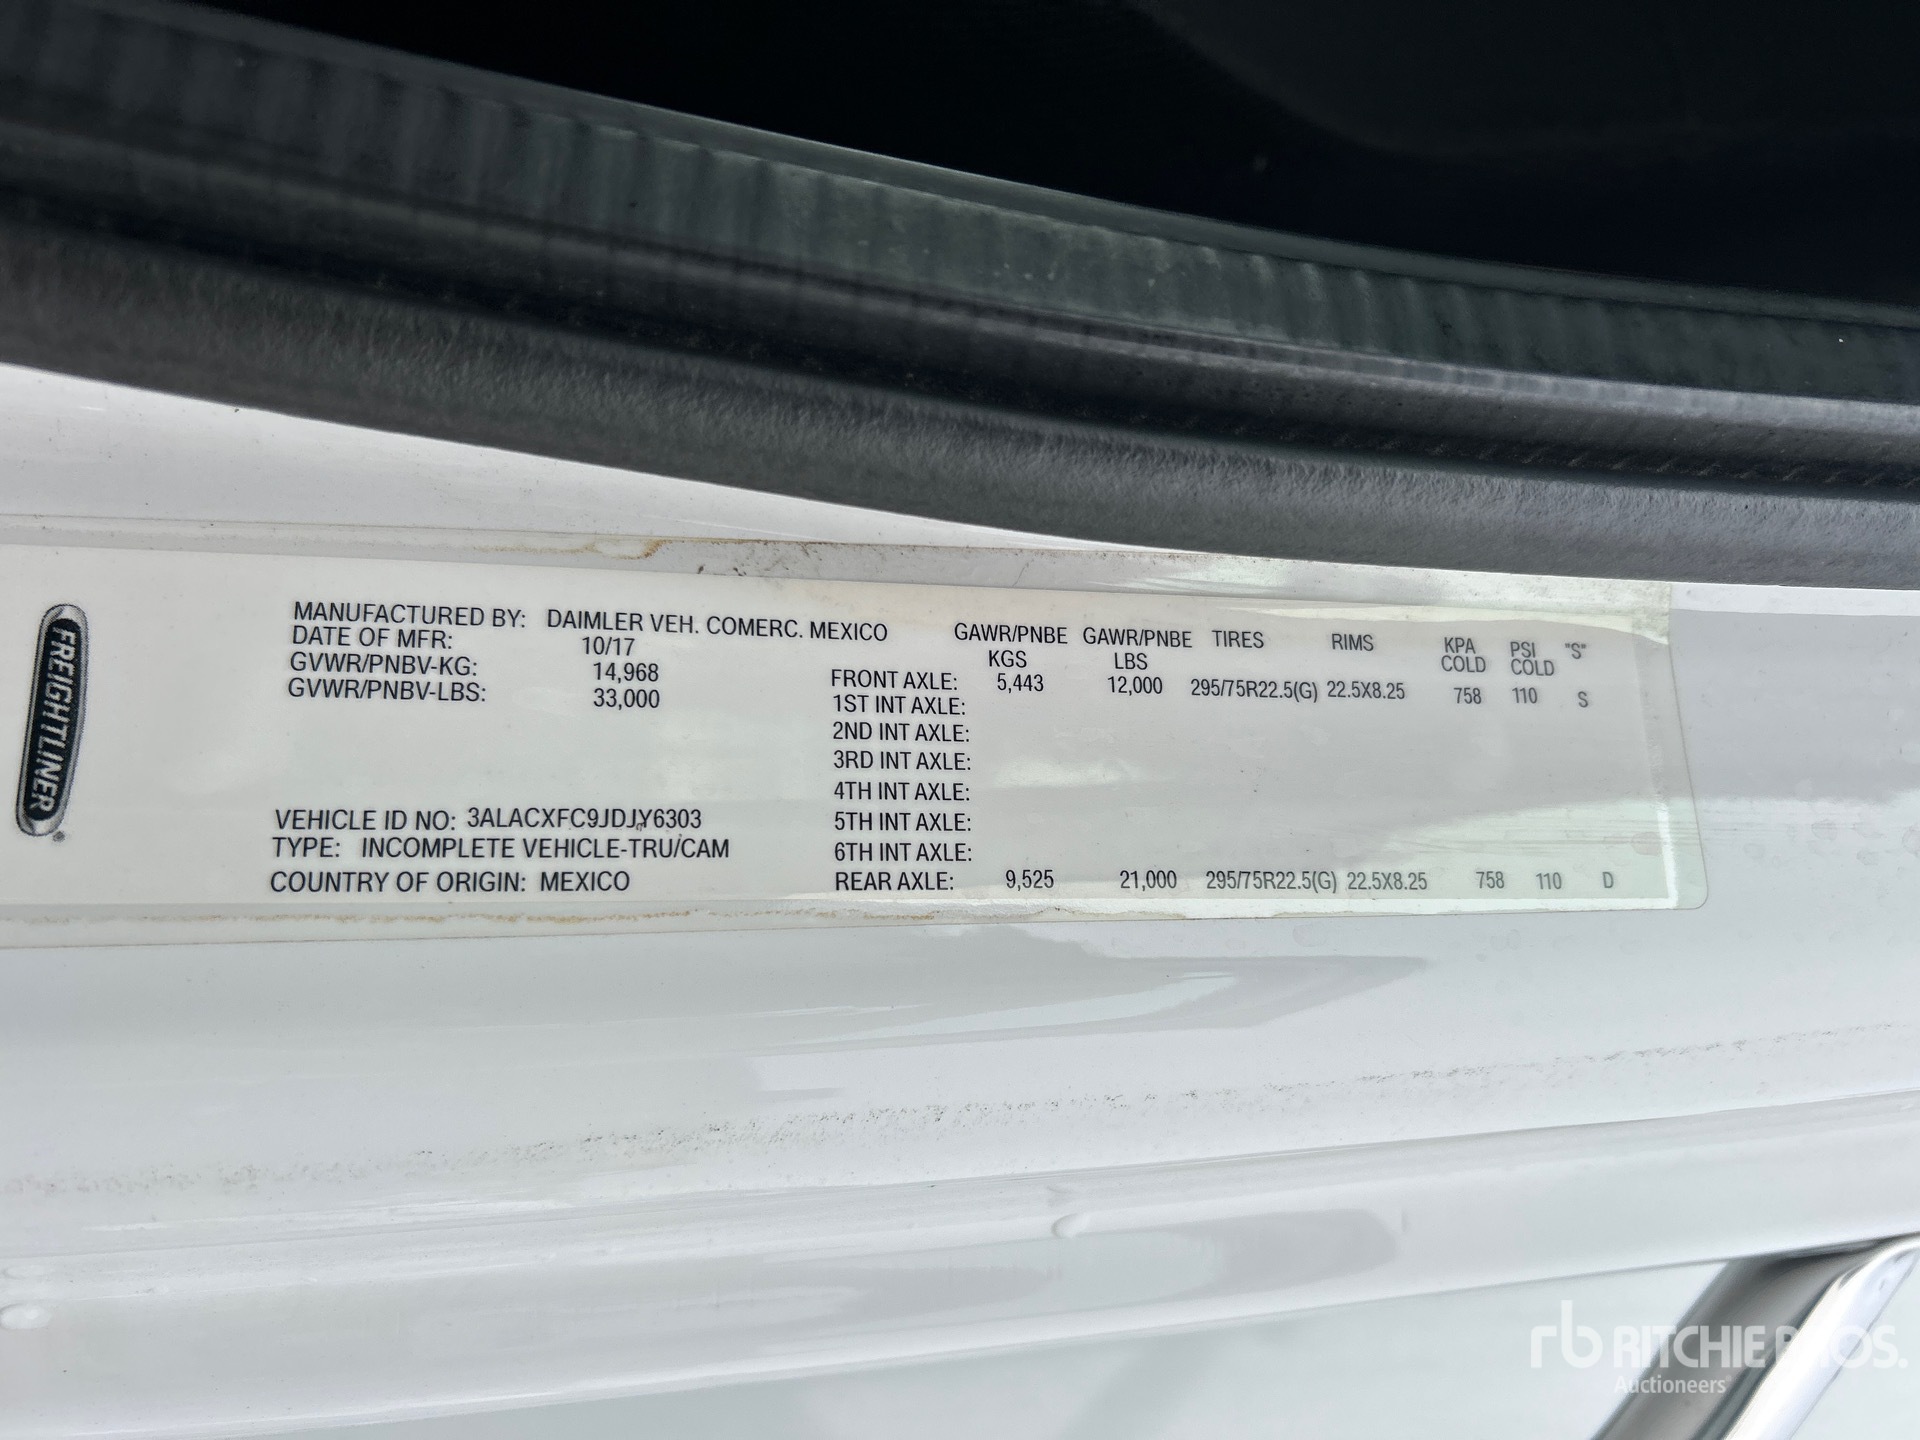 FREIGHTLINER
MANUFACTURED BY: DAIMLER VEH. COMERC. MEXICO
DATE OF MFR: 10/17
GVWR/PNBV-KG: 14,968
GVWR/PNBV-LBS: 33,000
VEHICLE ID NO: 3ALACXFC9JDJY6303
TYPE: INCOMPLETE VEHICLE-TRU/CAM
COUNTRY OF ORIGIN: MEXICO
GAWR/PNBE GAWR/PNBE TIRES RIMS KPA PSI "S"
KGS LBS COLD COLD
FRONT AXLE: 5,443 12,000 295/75R22.5(G) 22.5X8.25 758 110 S
1ST INT AXLE:
2ND INT AXLE:
3RD INT AXLE:
4TH INT AXLE:
5TH INT AXLE:
6TH INT AXLE:
REAR AXLE: 9,525 21,000 295/75R22.5(G) 22.5X8.25 758 110 D
rb RITCHIE BROS.
Auctioneers